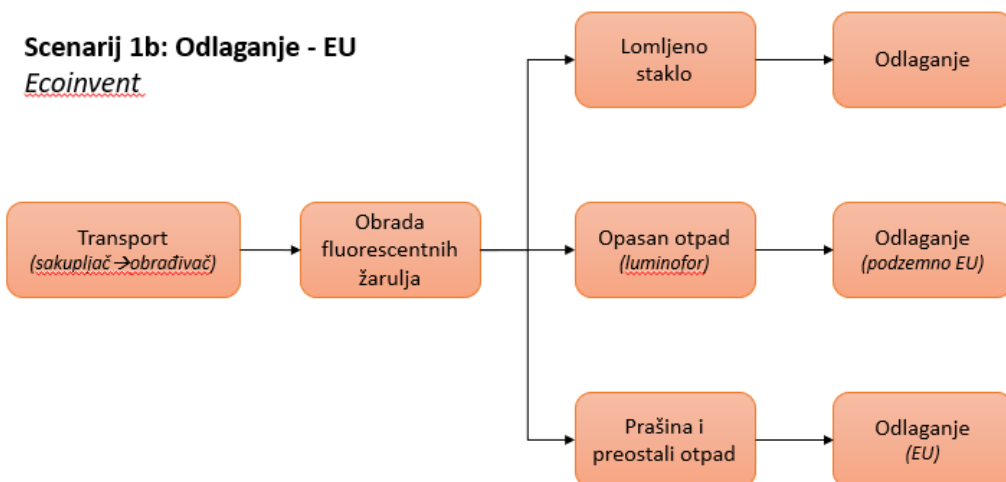 Scenarij 1b: Odlaganje - EU
Ecoinvent
Lomljeno
staklo
Odlaganje
Transport
(sakupljač →obrađivač)
Obrada
fluorescentnih
žarulja
Opasan otpad
(luminofor)
Odlaganje
(podzemno EU)
Prašina i
preostali otpad
Odlaganje
(EU)